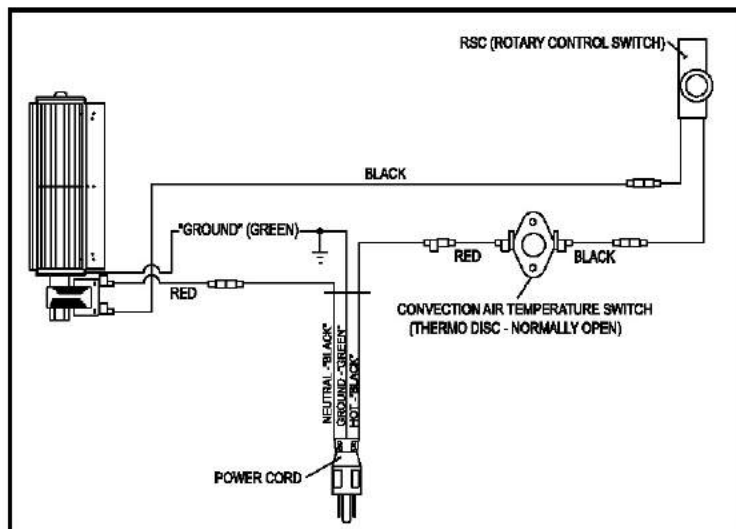 RSC (ROTARY CONTROL SWITCH)
BLACK
"GROUND" (GREEN)
RED
BLACK
RED
CONVECTION AIR TEMPERATURE SWITCH
(THERMO DISC - NORMALLY OPEN)
NEUTRAL -"BLACK"
GROUND -"GREEN"
HOT -"BLACK"
POWER CORD